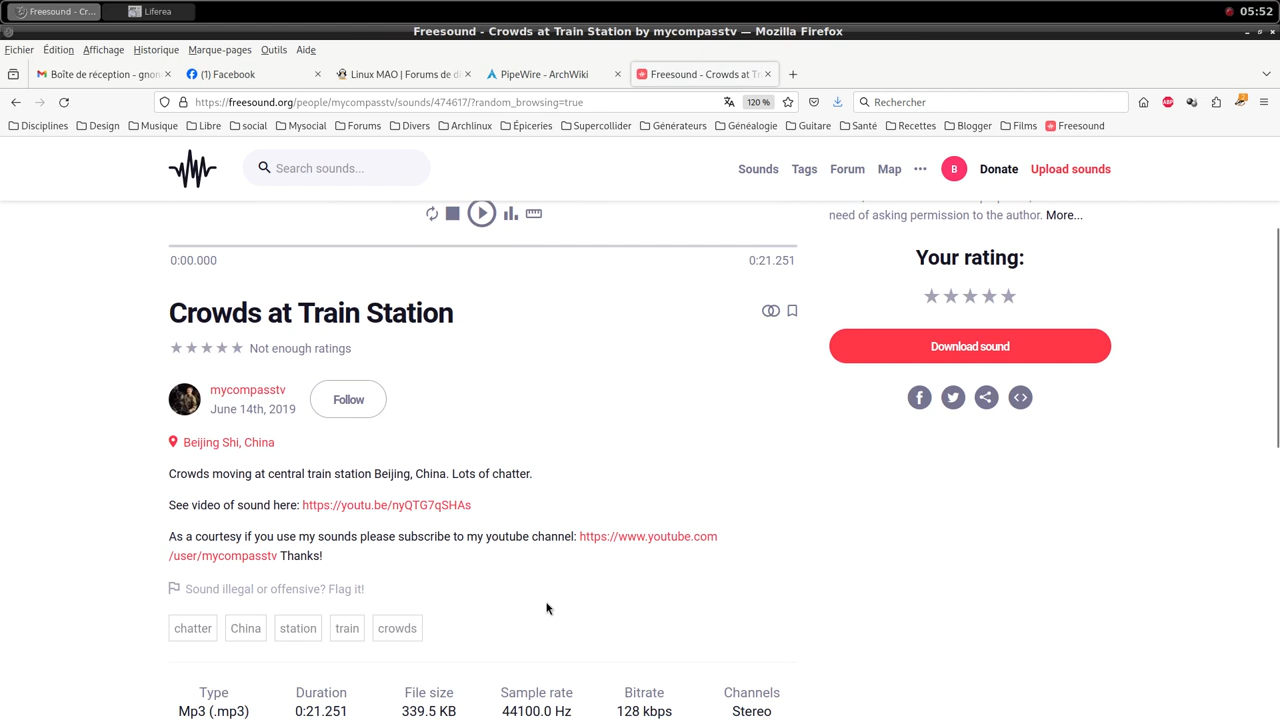 Freesound - Cr...
Liferea
05:52
Freesound - Crowds at Train Station by mycompasstv — Mozilla Firefox
Fichier Édition Affichage Historique Marque-pages Outils Aide
Boîte de réception - gnon
(1) Facebook
Linux MAO | Forums de di
PipeWire - ArchWiki
Freesound - Crowds at Tr
https://freesound.org/people/mycompasstv/sounds/474617/?random_browsing=true
120 %
Rechercher
ABP
Disciplines Design Musique Libre social Mysocial Forums Divers Archlinux Épiceries Supercollider Générateurs Généalogie Guitare Santé Recettes Blogger Films Freesound
Search sounds...
Sounds Tags Forum Map B Donate Upload sounds
need of asking permission to the author. More...
0:00.000 0:21.251
Your rating:
Crowds at Train Station
Not enough ratings
Download sound
mycompasstv
June 14th, 2019
Follow
Beijing Shi, China
Crowds moving at central train station Beijing, China. Lots of chatter.
See video of sound here: https://youtu.be/nyQTG7qSHAs
As a courtesy if you use my sounds please subscribe to my youtube channel: https://www.youtube.com
/user/mycompasstv Thanks!
Sound illegal or offensive? Flag it!
chatter China station train crowds
Type Duration File size Sample rate Bitrate Channels
Mp3 (.mp3) 0:21.251 339.5 KB 44100.0 Hz 128 kbps Stereo